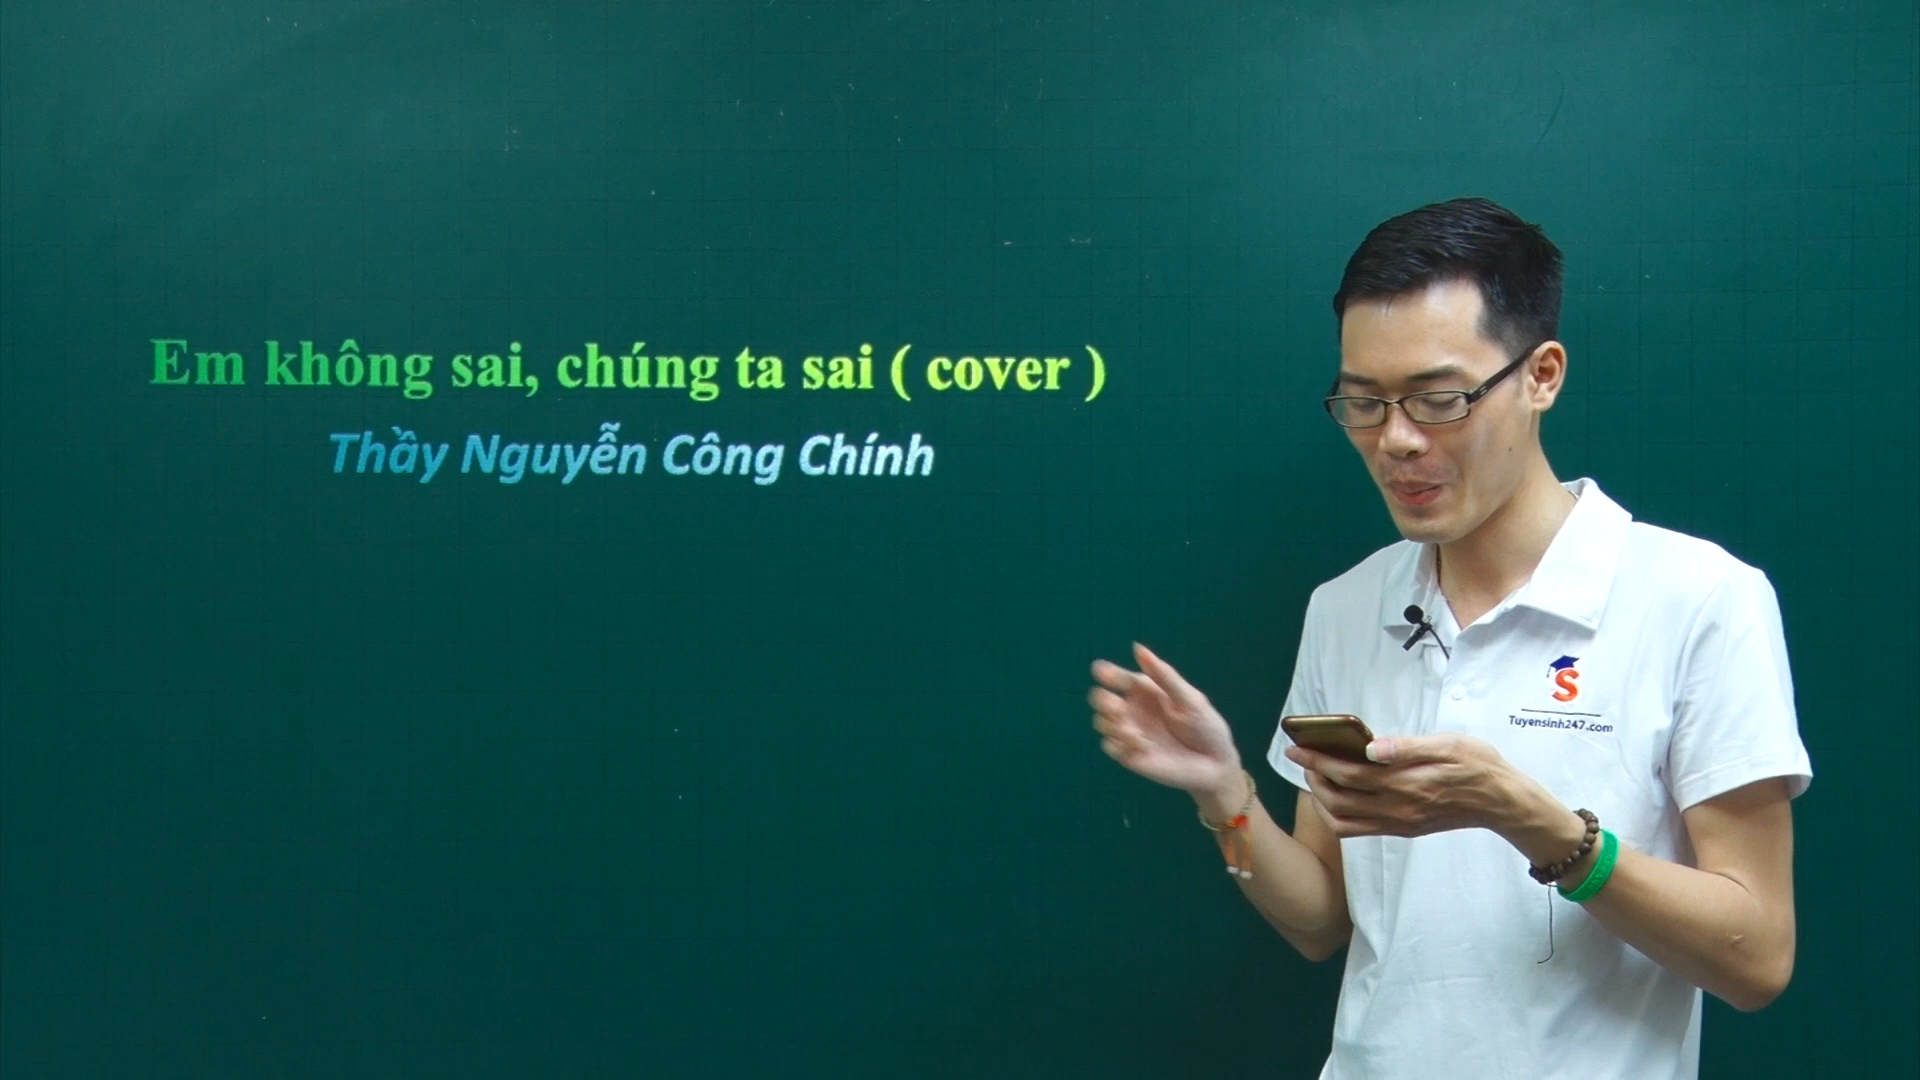 Em không sai, chúng ta sai ( cover )
Thầy Nguyễn Công Chính
S
Tuyensinh247.com